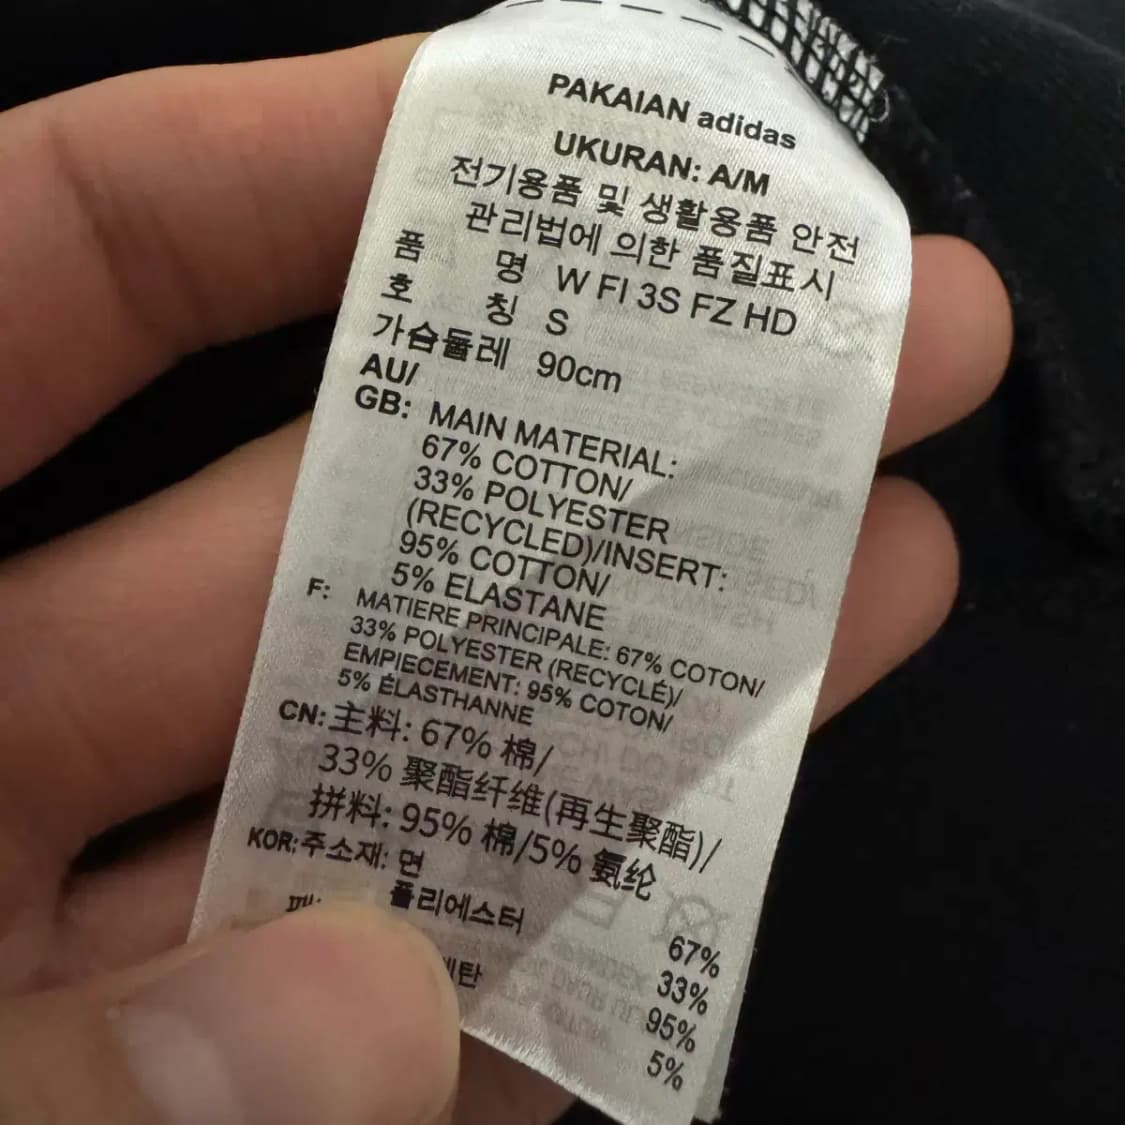 PAKAIAN adidas
UKURAN: A/M
전기용품 및 생활용품 안전
관리법에 의한 품질표시
품 명 W FI 3S FZ HD
호 칭 S
가슴둘레 90cm
AU/
GB: MAIN MATERIAL:
67% COTTON/
33% POLYESTER
(RECYCLED)/INSERT:
95% COTTON/
5% ELASTANE
F: MATIERE PRINCIPALE: 67% COTON/
33% POLYESTER (RECYCLÉ)/
EMPIECEMENT: 95% COTON/
5% ÉLASTHANNE
CN: 主料: 67% 棉/
33% 聚酯纤维(再生聚酯)/
拼料: 95% 棉/5% 氨纶
KOR: 주소재: 면 67%
폴리에스터 33%
95%
5%